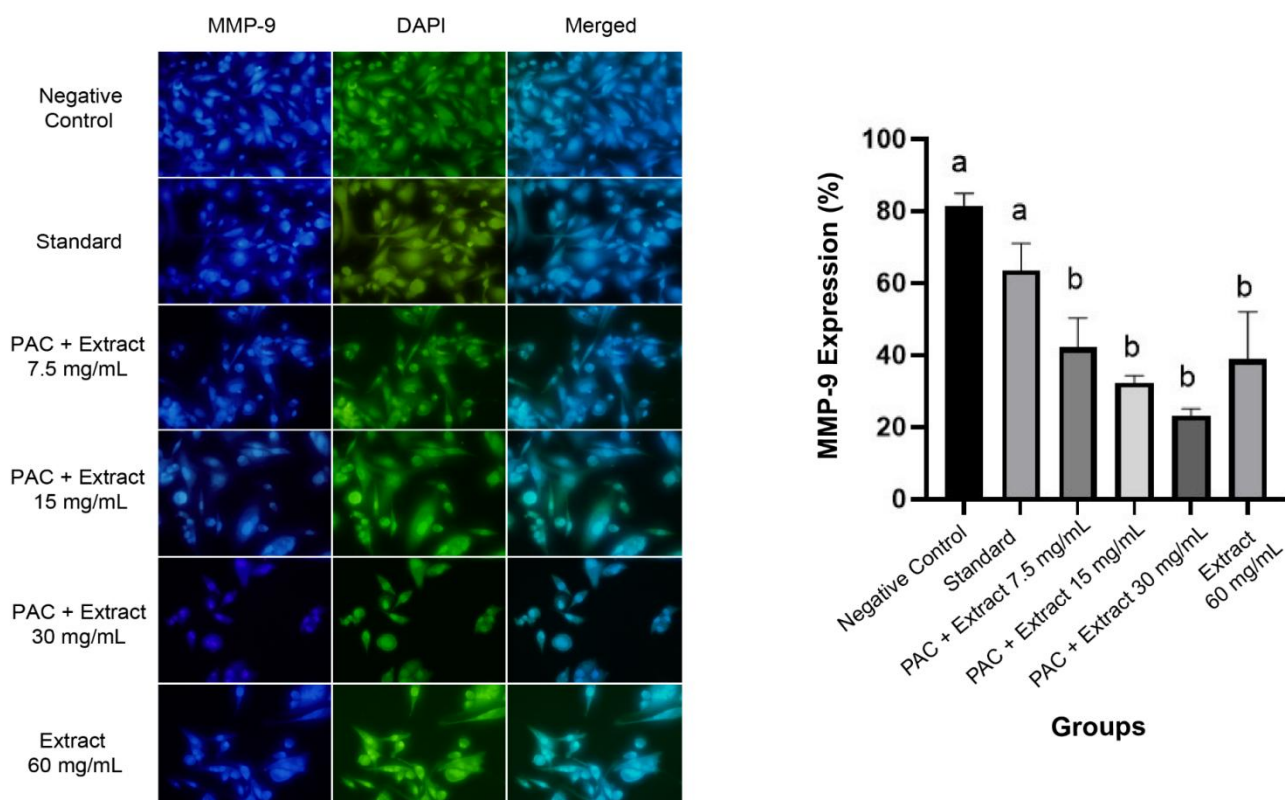 MMP-9 DAPI Merged
Negative
Control
Standard
PAC + Extract
7.5 mg/mL
PAC + Extract
15 mg/mL
PAC + Extract
30 mg/mL
Extract
60 mg/mL
MMP-9 Expression (%)
100
80
60
40
20
0
a
a
b
b
b
b
Negative Control
Standard
PAC + Extract 7.5 mg/mL
PAC + Extract 15 mg/mL
PAC + Extract 30 mg/mL
Extract
60 mg/mL
Groups